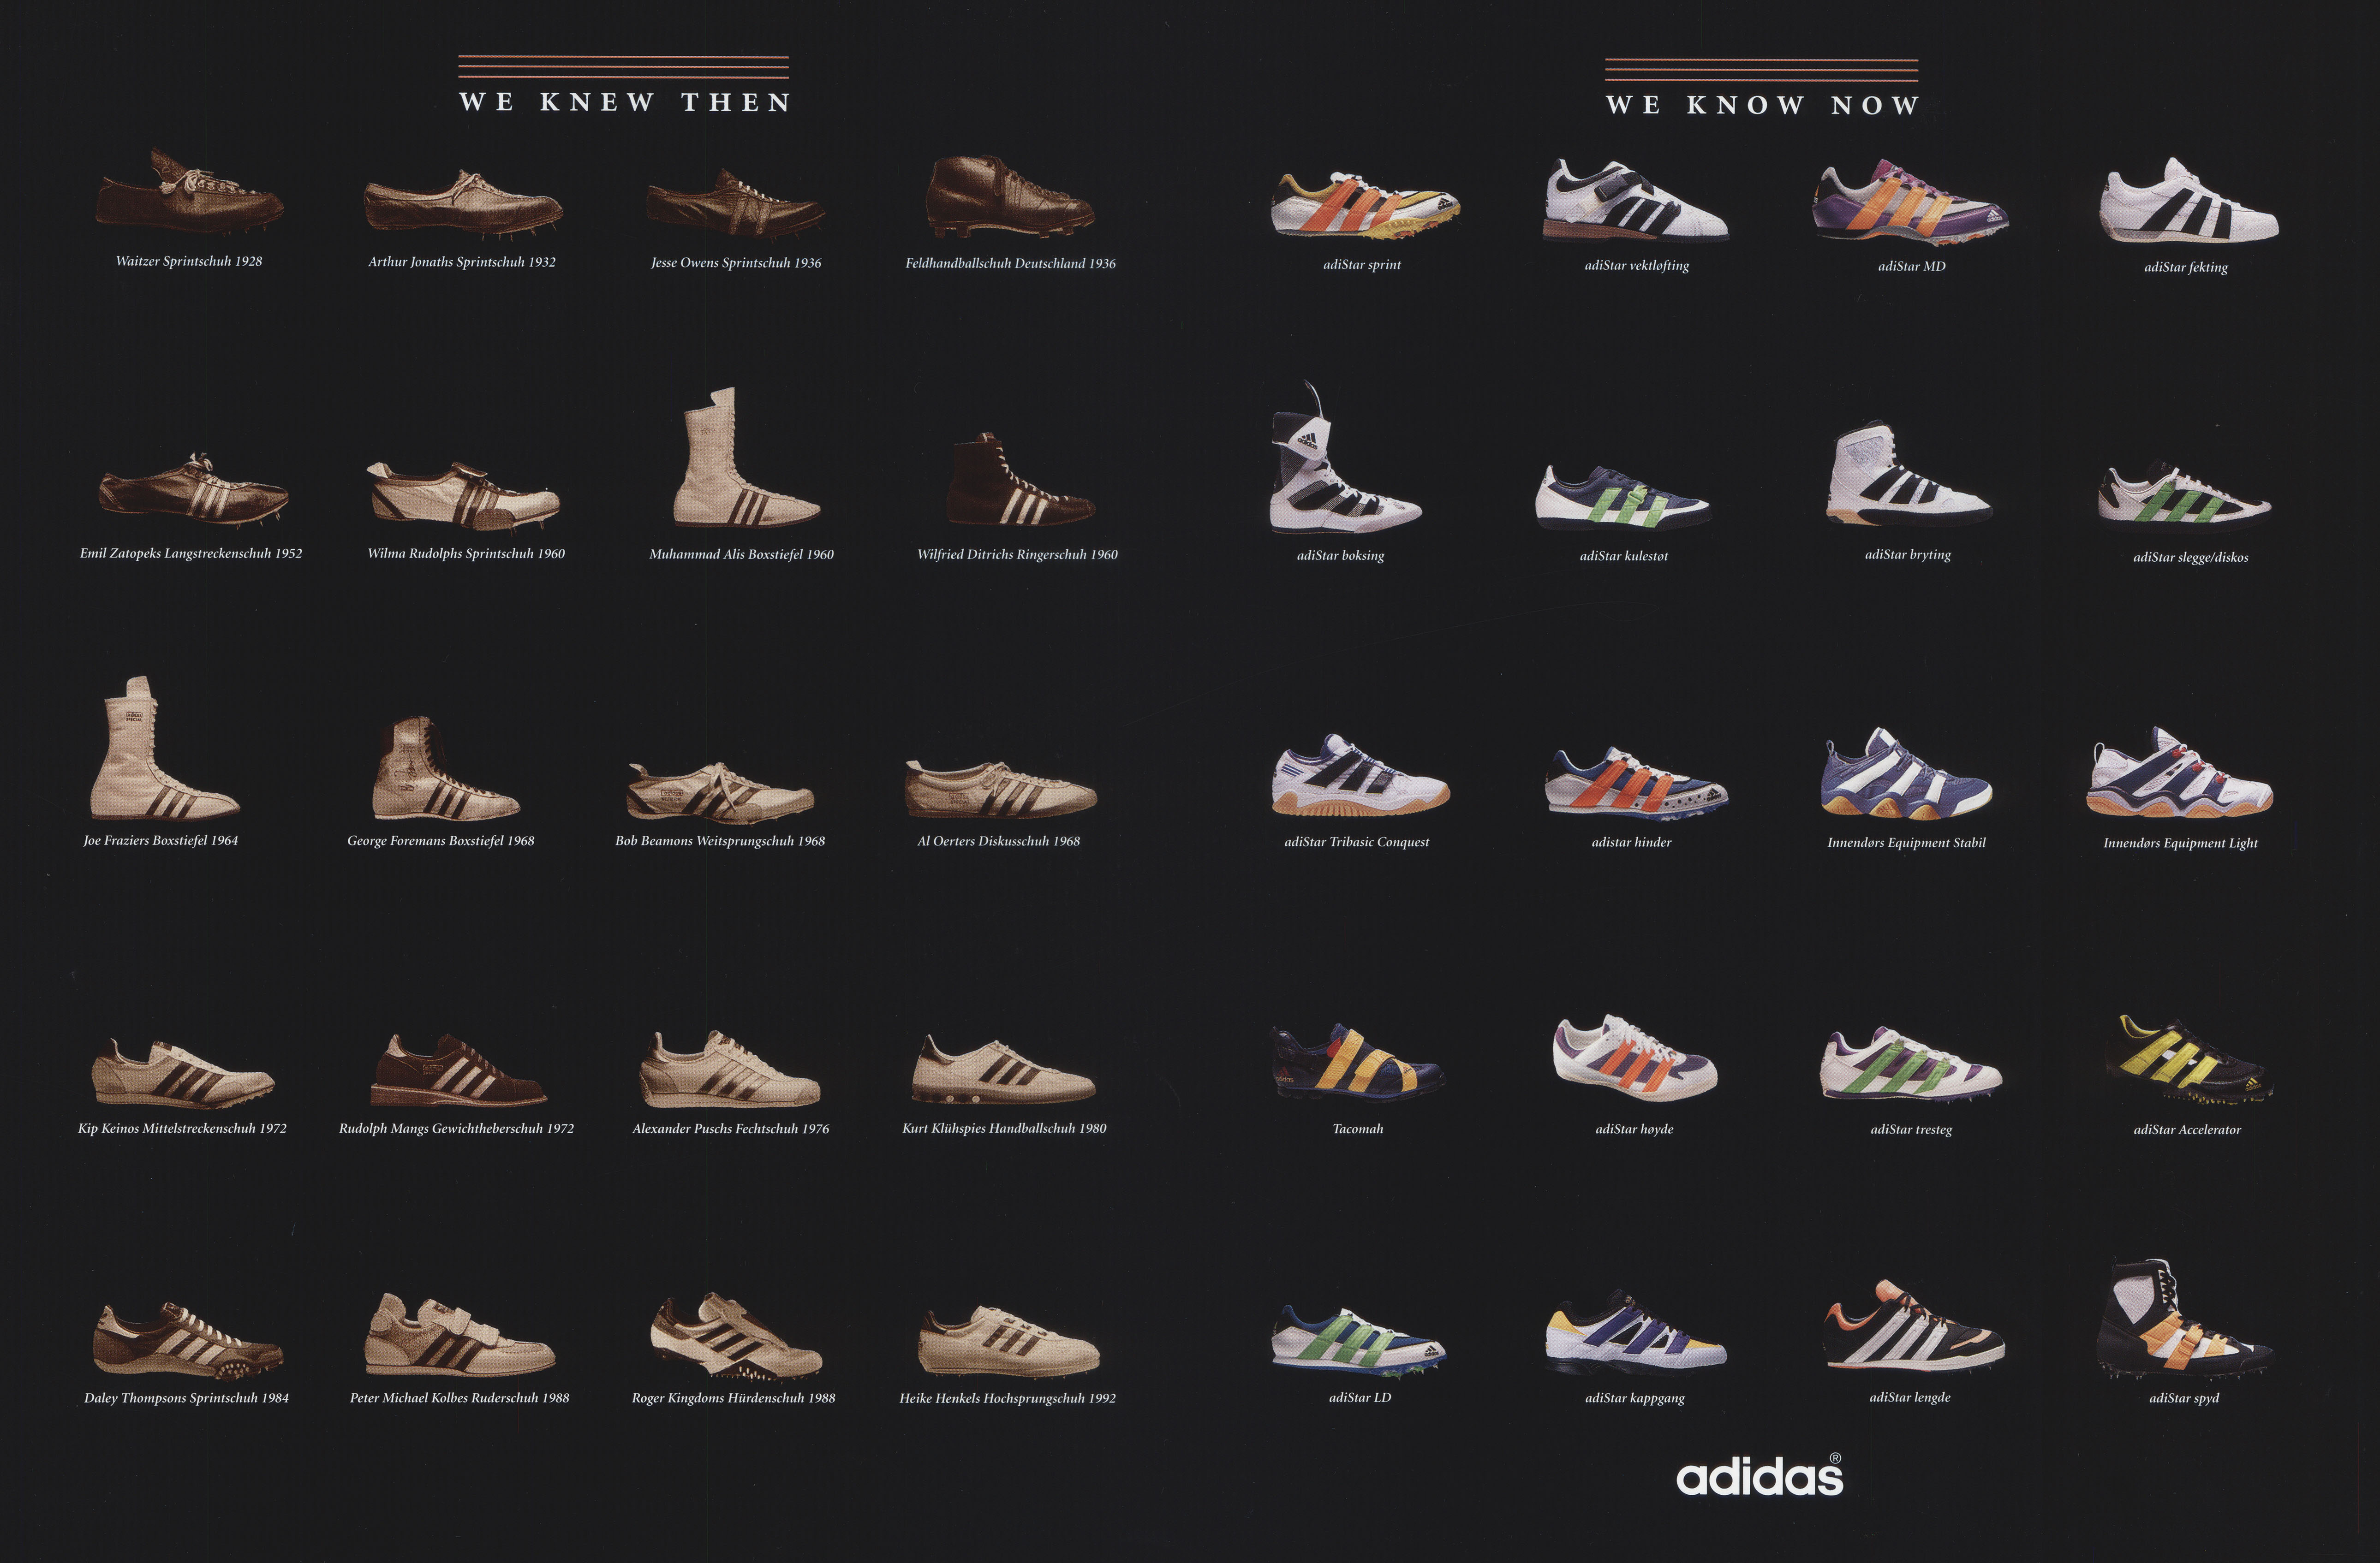 WE KNEW THEN
Waitzer Sprintschuh 1928
Arthur Jonaths Sprintschuh 1932
Jesse Owens Sprintschuh 1936
Feldhandballschuh Deutschland 1936
Emil Zatopeks Langstreckenschuh 1952
Wilma Rudolphs Sprintschuh 1960
Muhammad Alis Boxstiefel 1960
Wilfried Ditrichs Ringerschuh 1960
Joe Fraziers Boxstiefel 1964
George Foremans Boxstiefel 1968
Bob Beamons Weitsprungschuh 1968
Al Oerters Diskusschuh 1968
Kip Keinos Mittelstreckenschuh 1972
Rudolph Mangs Gewichtheberschuh 1972
Alexander Puschs Fechtschuh 1976
Kurt Klühspies Handballschuh 1980
Daley Thompsons Sprintschuh 1984
Peter Michael Kolbes Ruderschuh 1988
Roger Kingdoms Hürdenschuh 1988
Heike Henkels Hochsprungschuh 1992
WE KNOW NOW
adiStar sprint
adiStar vektløfting
adiStar MD
adiStar fekting
adiStar boksing
adiStar kulestøt
adiStar bryting
adiStar slegge/diskos
adiStar Tribasic Conquest
adistar hinder
Innendørs Equipment Stabil
Innendørs Equipment Light
Tacomah
adiStar høyde
adiStar tresteg
adiStar Accelerator
adiStar LD
adiStar kappgang
adiStar lengde
adiStar spyd
adidas®